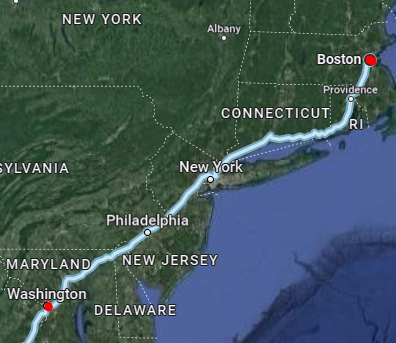 NEW YORK
Albany
Boston
Providence
CONNECTICUT
RI
SYLVANIA
New York
Philadelphia
NEW JERSEY
MARYLAND
Washington
DELAWARE